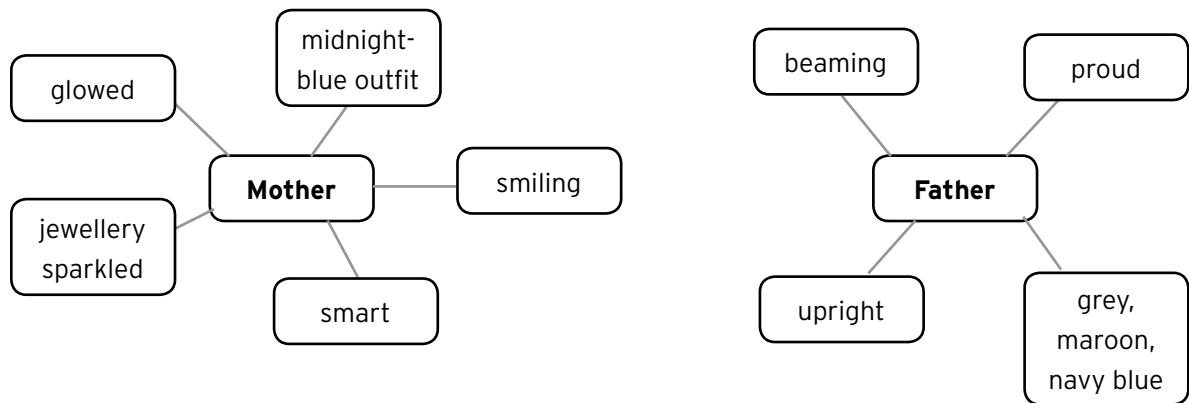 midnight-
blue outfit
glowed
Mother
smiling
jewellery
sparkled
smart
beaming
proud
Father
upright
grey,
maroon,
navy blue